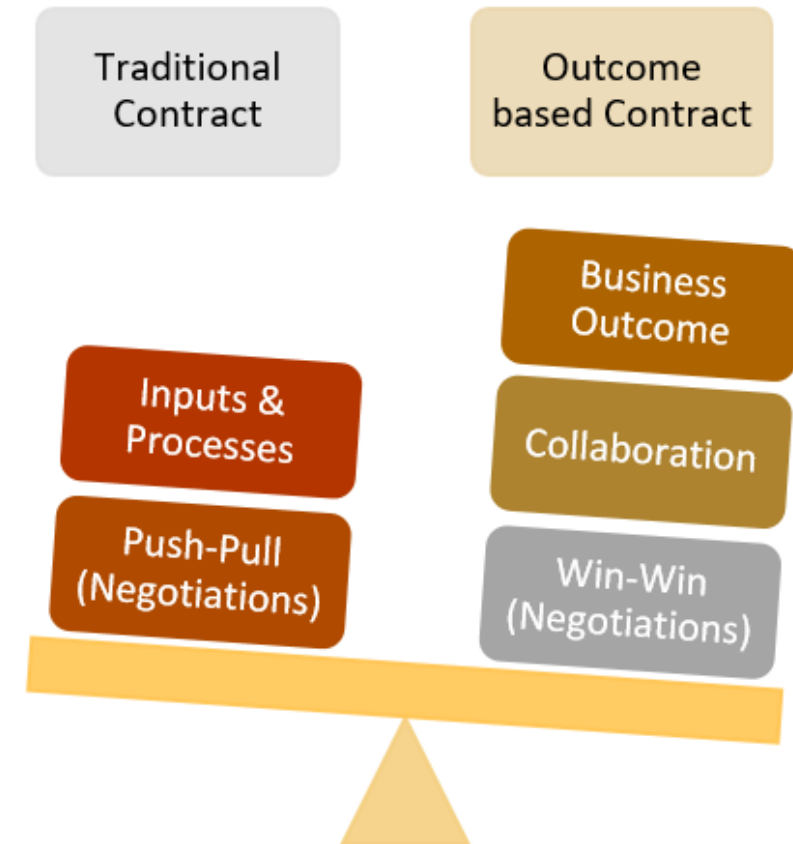 Traditional
Contract
Outcome
based Contract
Inputs &
Processes
Push-Pull
(Negotiations)
Business
Outcome
Collaboration
Win-Win
(Negotiations)